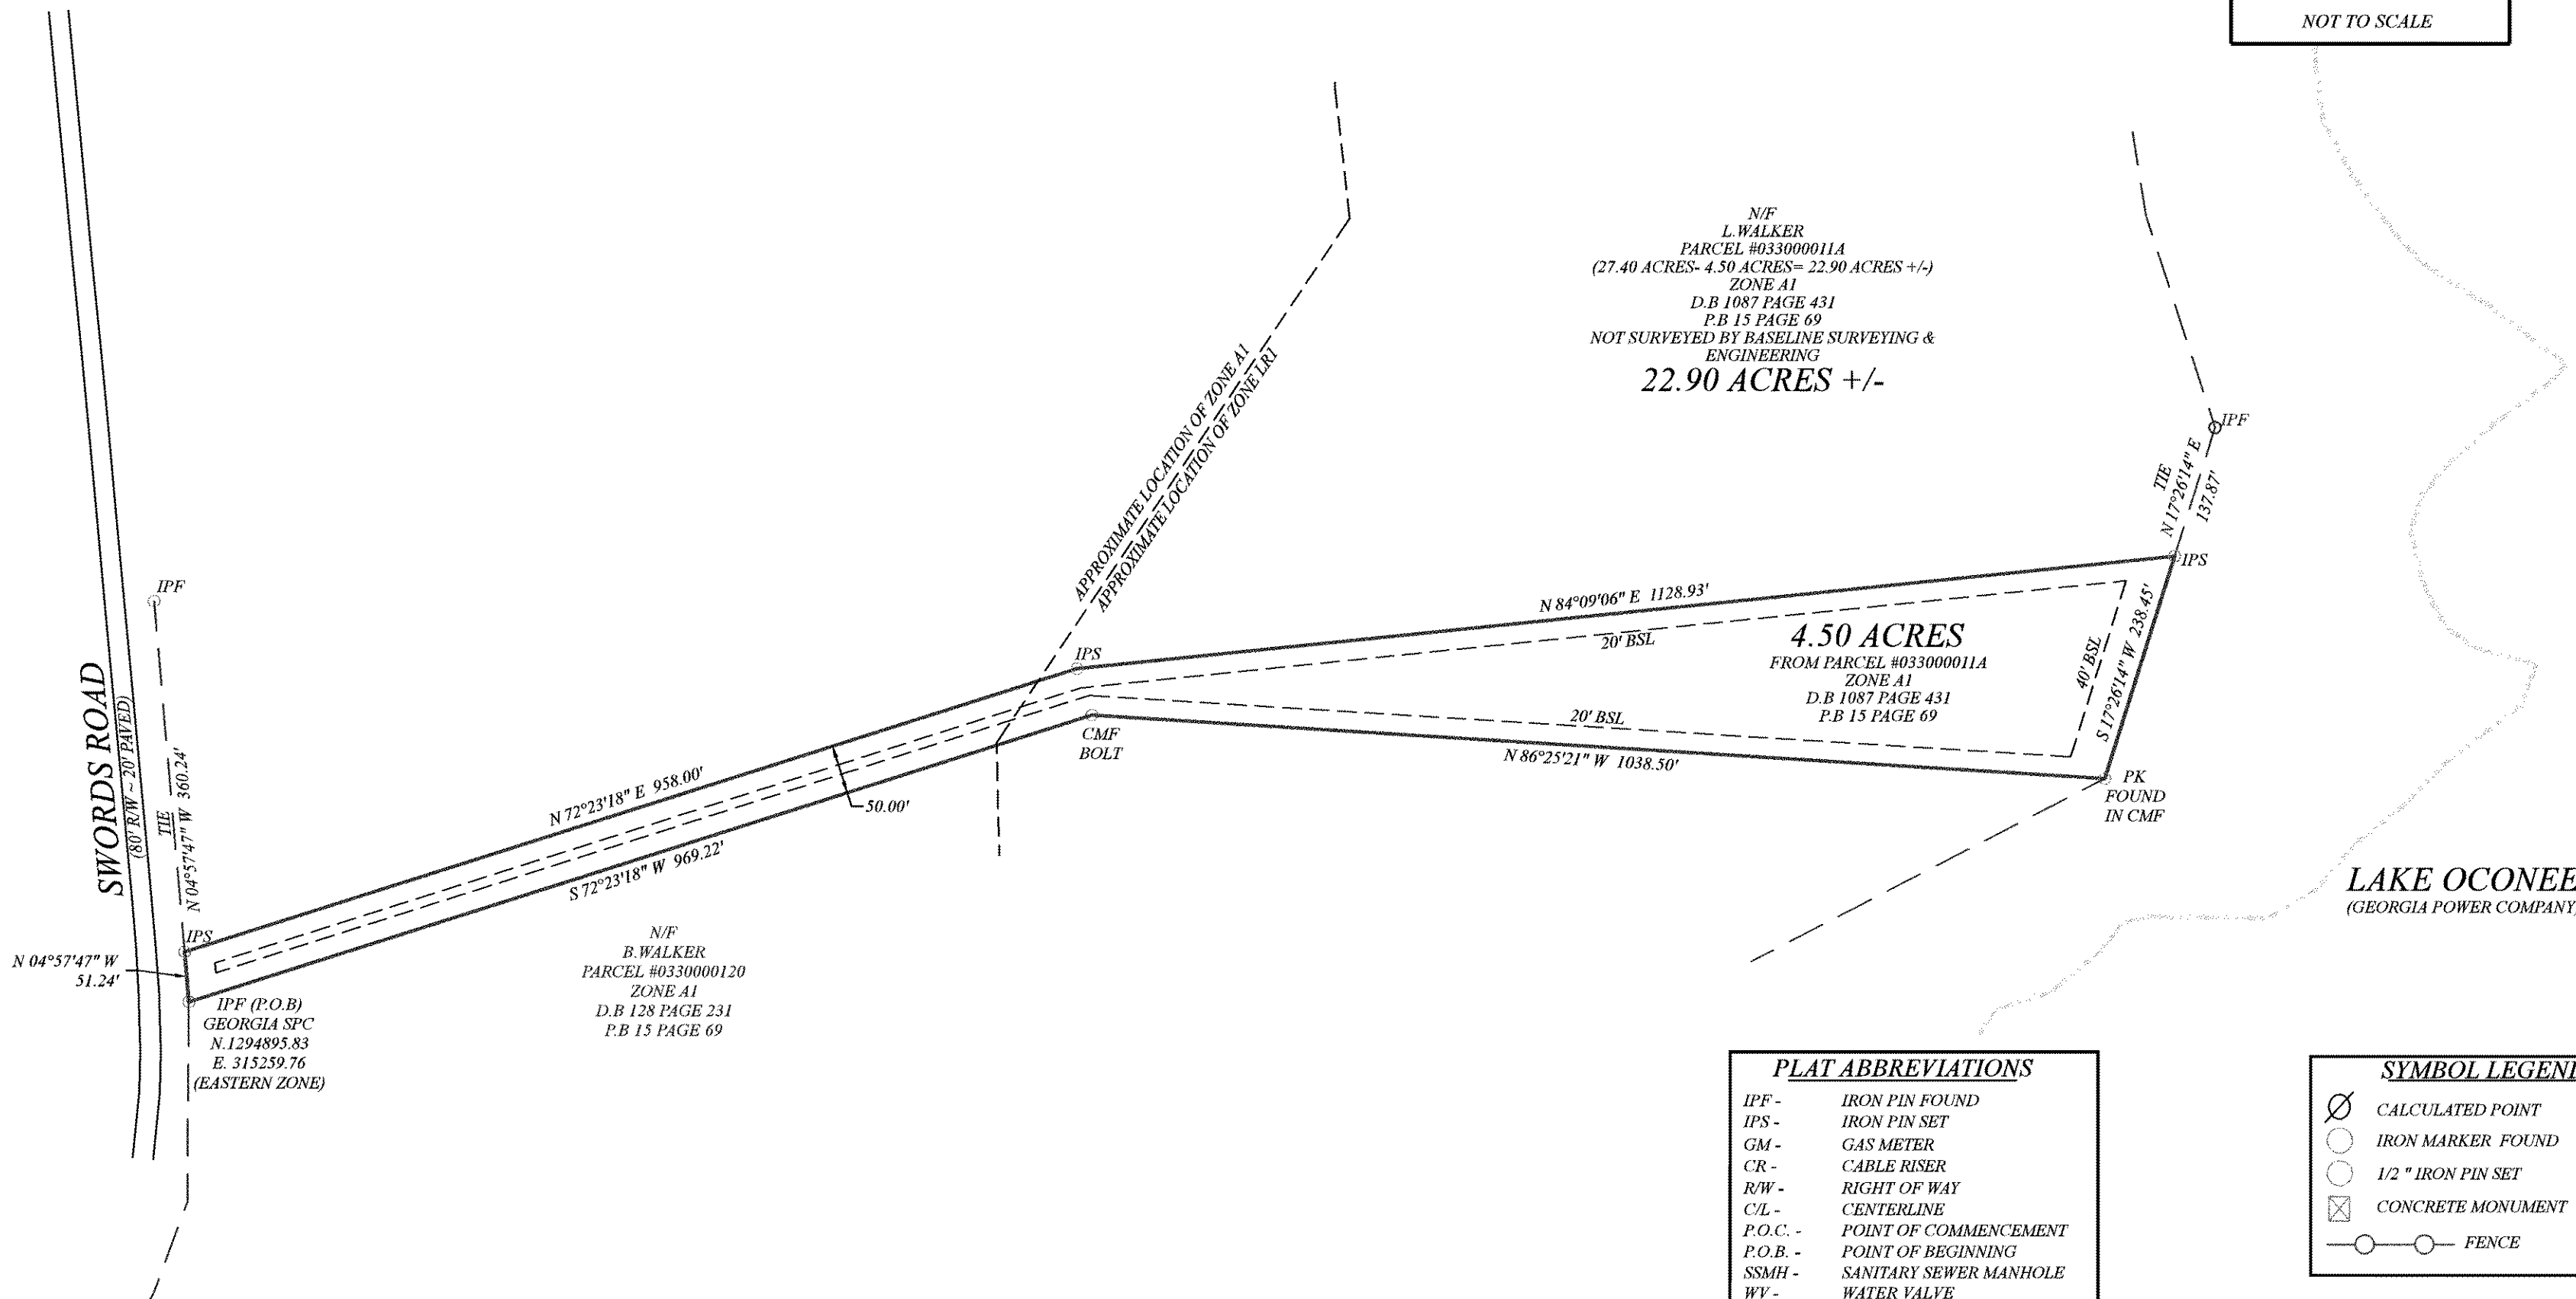 NOT TO SCALE
N/F
L.WALKER
PARCEL #033000011A
(27.40 ACRES- 4.50 ACRES= 22.90 ACRES +/-)
ZONE A1
D.B 1087 PAGE 431
P.B 15 PAGE 69
NOT SURVEYED BY BASELINE SURVEYING &
ENGINEERING
22.90 ACRES +/-
APPROXIMATE LOCATION OF ZONE A1
APPROXIMATE LOCATION OF ZONE LR1
IPF
TIE
N 17°26'14" E
137.87'
IPS
IPF
SWORDS ROAD
(80' R/W ~ 20' PAVED)
TIE
N 04°57'47" W 360.24'
IPS
N 84°09'06" E 1128.93'
20' BSL
4.50 ACRES
FROM PARCEL #033000011A
ZONE A1
D.B 1087 PAGE 431
P.B 15 PAGE 69
40' BSL
S 17°26'14" W 238.45'
20' BSL
N 86°25'21" W 1038.50'
CMF
BOLT
PK
FOUND
IN CMF
N 72°23'18" E 958.00'
50.00'
S 72°23'18" W 969.22'
IPS
N 04°57'47" W
51.24'
IPF (P.O.B)
GEORGIA SPC
N.1294895.83
E. 315259.76
(EASTERN ZONE)
N/F
B.WALKER
PARCEL #0330000120
ZONE A1
D.B 128 PAGE 231
P.B 15 PAGE 69
LAKE OCONEE
(GEORGIA POWER COMPANY
PLAT ABBREVIATIONS
IPF - IRON PIN FOUND
IPS - IRON PIN SET
GM - GAS METER
CR - CABLE RISER
R/W - RIGHT OF WAY
C/L - CENTERLINE
P.O.C. - POINT OF COMMENCEMENT
P.O.B. - POINT OF BEGINNING
SSMH - SANITARY SEWER MANHOLE
WV - WATER VALVE
SYMBOL LEGEN
CALCULATED POINT
IRON MARKER FOUND
1/2 " IRON PIN SET
CONCRETE MONUMENT
FENCE